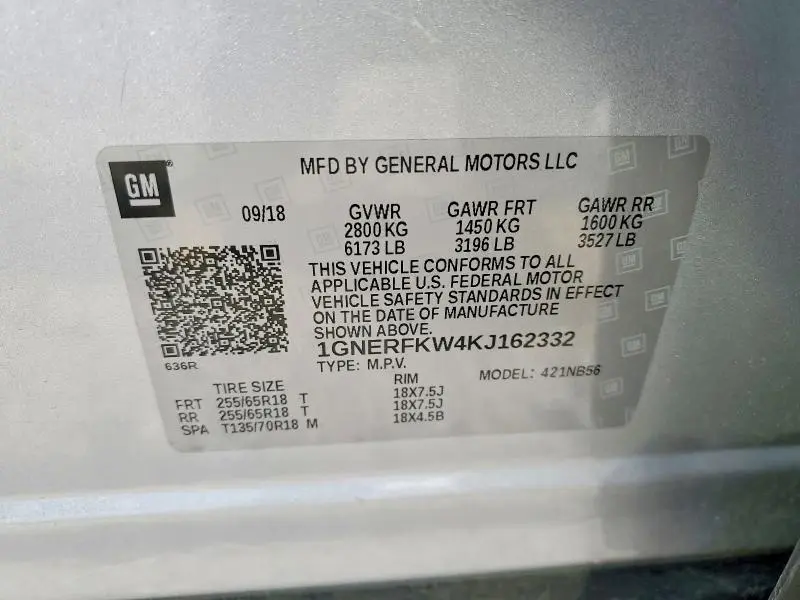 GM
MFD BY GENERAL MOTORS LLC
09/18 GVWR GAWR FRT GAWR RR
2800 KG 1450 KG 1600 KG
6173 LB 3196 LB 3527 LB
THIS VEHICLE CONFORMS TO ALL
APPLICABLE U.S. FEDERAL MOTOR
VEHICLE SAFETY STANDARDS IN EFFECT
ON THE DATE OF MANUFACTURE
SHOWN ABOVE.
1GNERFKW4KJ162332
636R
TYPE: M.P.V. MODEL: 421NB56
TIRE SIZE RIM
FRT 255/65R18 T 18X7.5J
RR 255/65R18 T 18X7.5J
SPA T135/70R18 M 18X4.5B